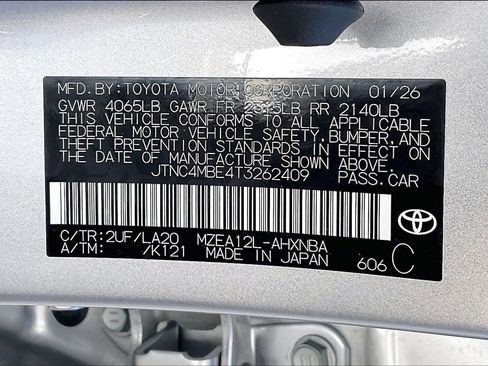 MFD.BY:TOYOTA MOTOR CORPORATION 01/26
GVWR 4065LB GAWR FR 2315LB RR 2140LB
THIS VEHICLE CONFORMS TO ALL APPLICABLE
FEDERAL MOTOR VEHICLE SAFETY, BUMPER, AND
THEFT PREVENTION STANDARDS IN EFFECT ON
THE DATE OF MANUFACTURE SHOWN ABOVE.
JTNC4MBE4T3262409 PASS.CAR
C/TR:2UF/LA20 MZEA12L-AHXNBA
A/TM: /K121 MADE IN JAPAN 606 C